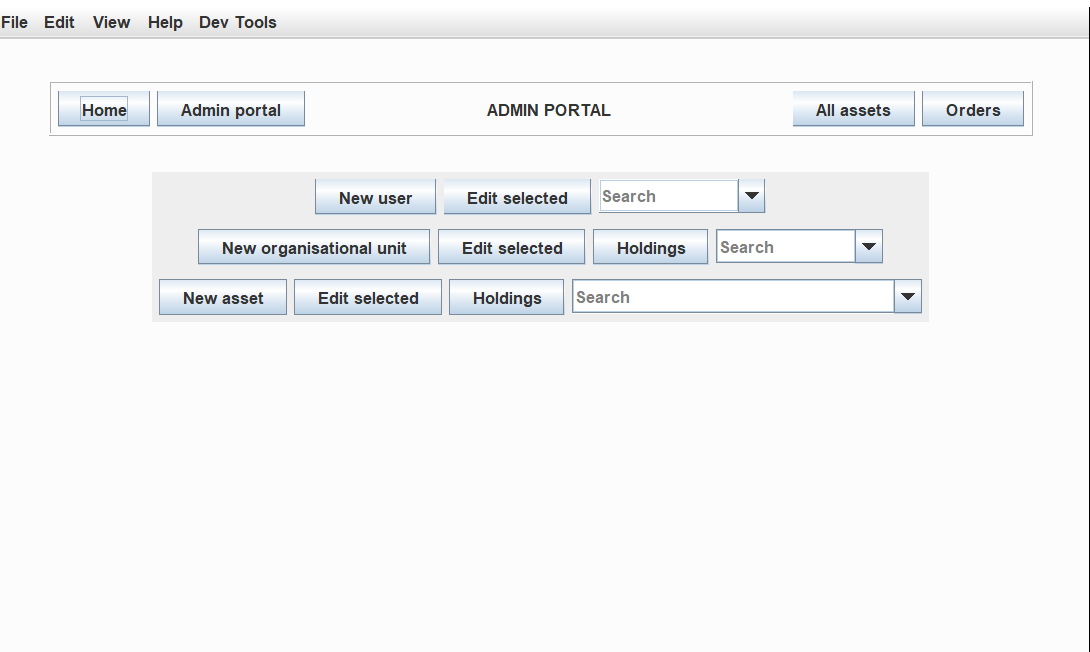 File Edit View Help Dev Tools
Home Admin portal ADMIN PORTAL All assets Orders
New user Edit selected Search
New organisational unit Edit selected Holdings Search
New asset Edit selected Holdings Search